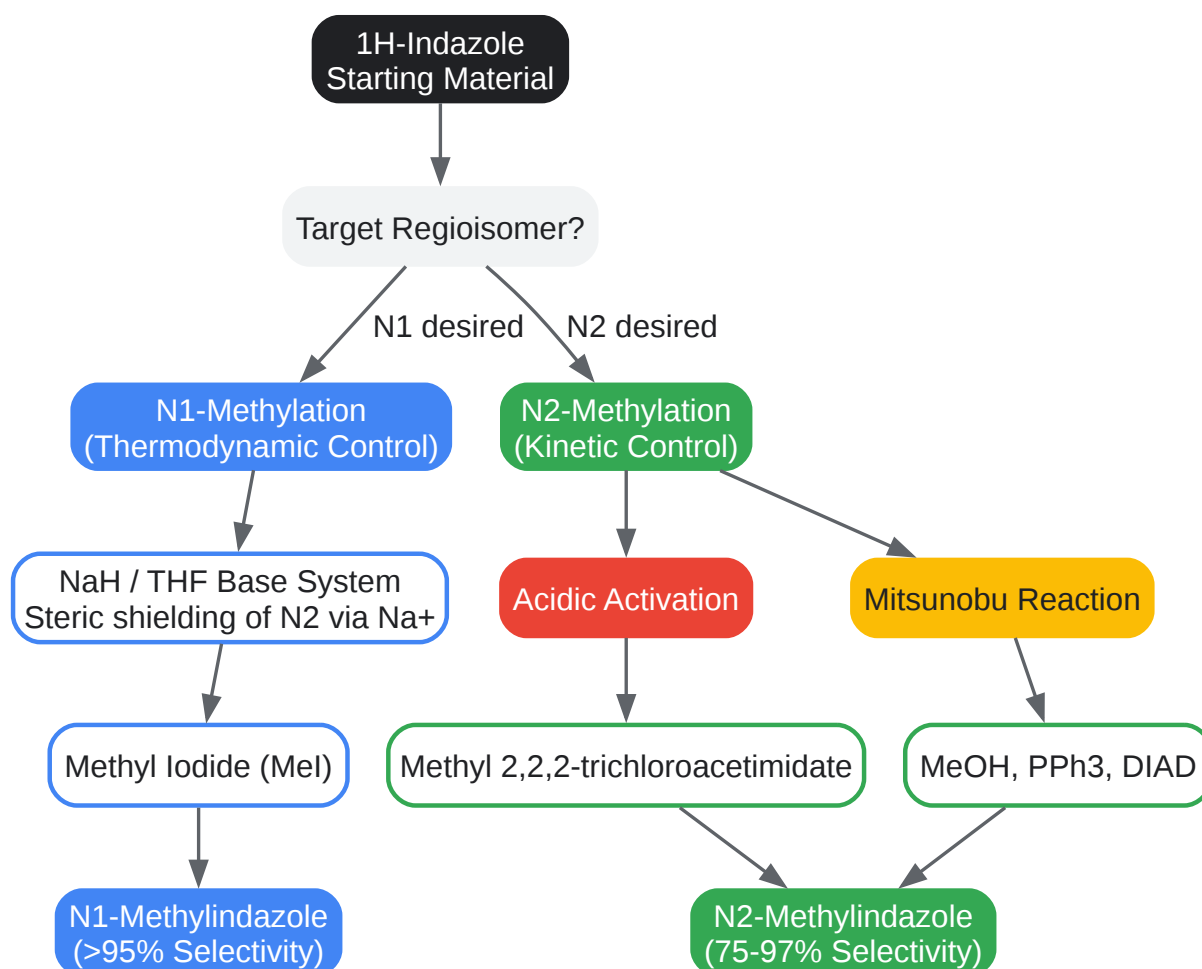 1H-Indazole
Starting Material
Target Regioisomer?
N1 desired
N2 desired
N1-Methylation
(Thermodynamic Control)
N2-Methylation
(Kinetic Control)
NaH / THF Base System
Steric shielding of N2 via Na+
Acidic Activation
Mitsunobu Reaction
Methyl Iodide (MeI)
Methyl 2,2,2-trichloroacetimidate
MeOH, PPh3, DIAD
N1-Methylindazole
(>95% Selectivity)
N2-Methylindazole
(75-97% Selectivity)